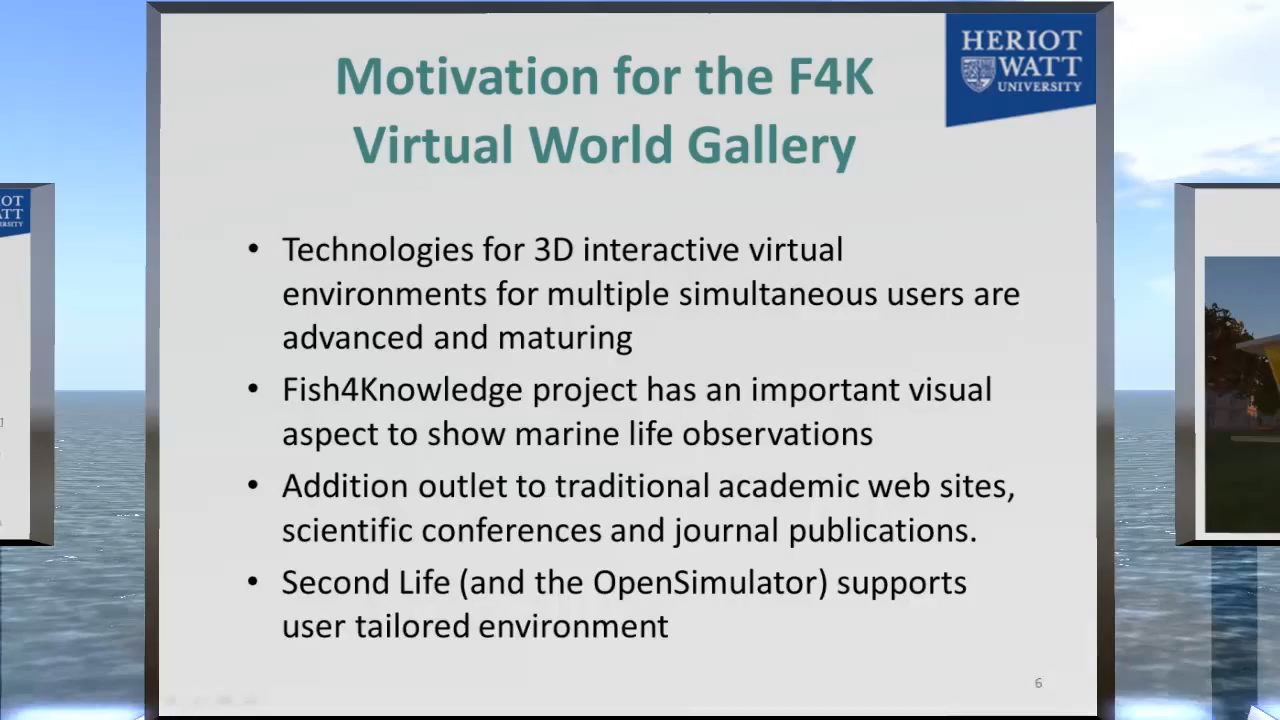 Motivation for the F4K
Virtual World Gallery
HERIOT
WATT
UNIVERSITY
• Technologies for 3D interactive virtual
environments for multiple simultaneous users are
advanced and maturing
• Fish4Knowledge project has an important visual
aspect to show marine life observations
• Addition outlet to traditional academic web sites,
scientific conferences and journal publications.
• Second Life (and the OpenSimulator) supports
user tailored environment
6